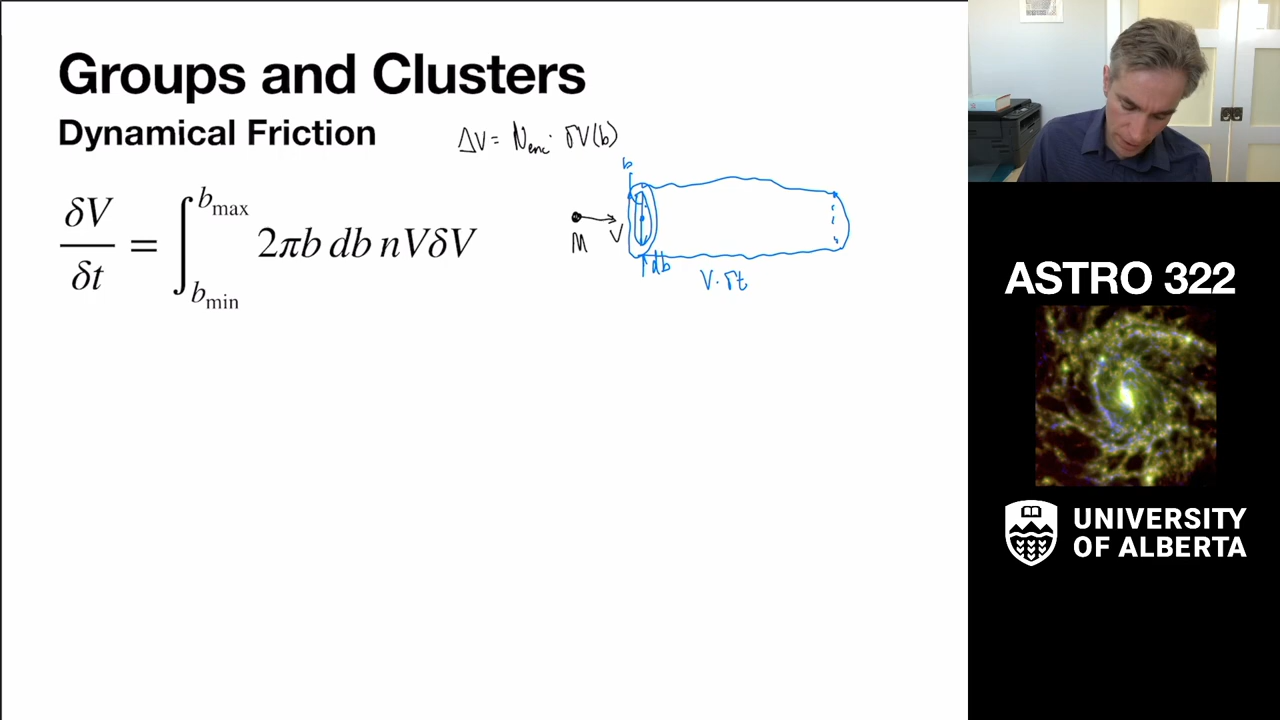 Groups and Clusters
Dynamical Friction
ΔV = N_enc · δV(b)
δV/δt = ∫_{b_min}^{b_max} 2πb db nVδV
b
M
V
db
V · δt
ASTRO 322
UNIVERSITY
OF ALBERTA